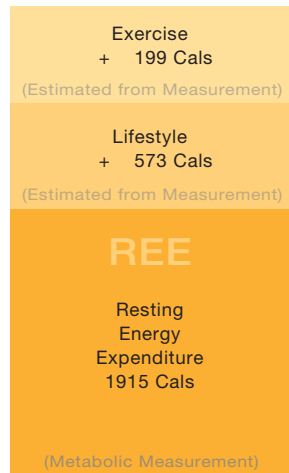 Exercise
+ 199 Cals
(Estimated from Measurement)
Lifestyle
+ 573 Cals
(Estimated from Measurement)
REE
Resting
Energy
Expenditure
1915 Cals
(Metabolic Measurement)